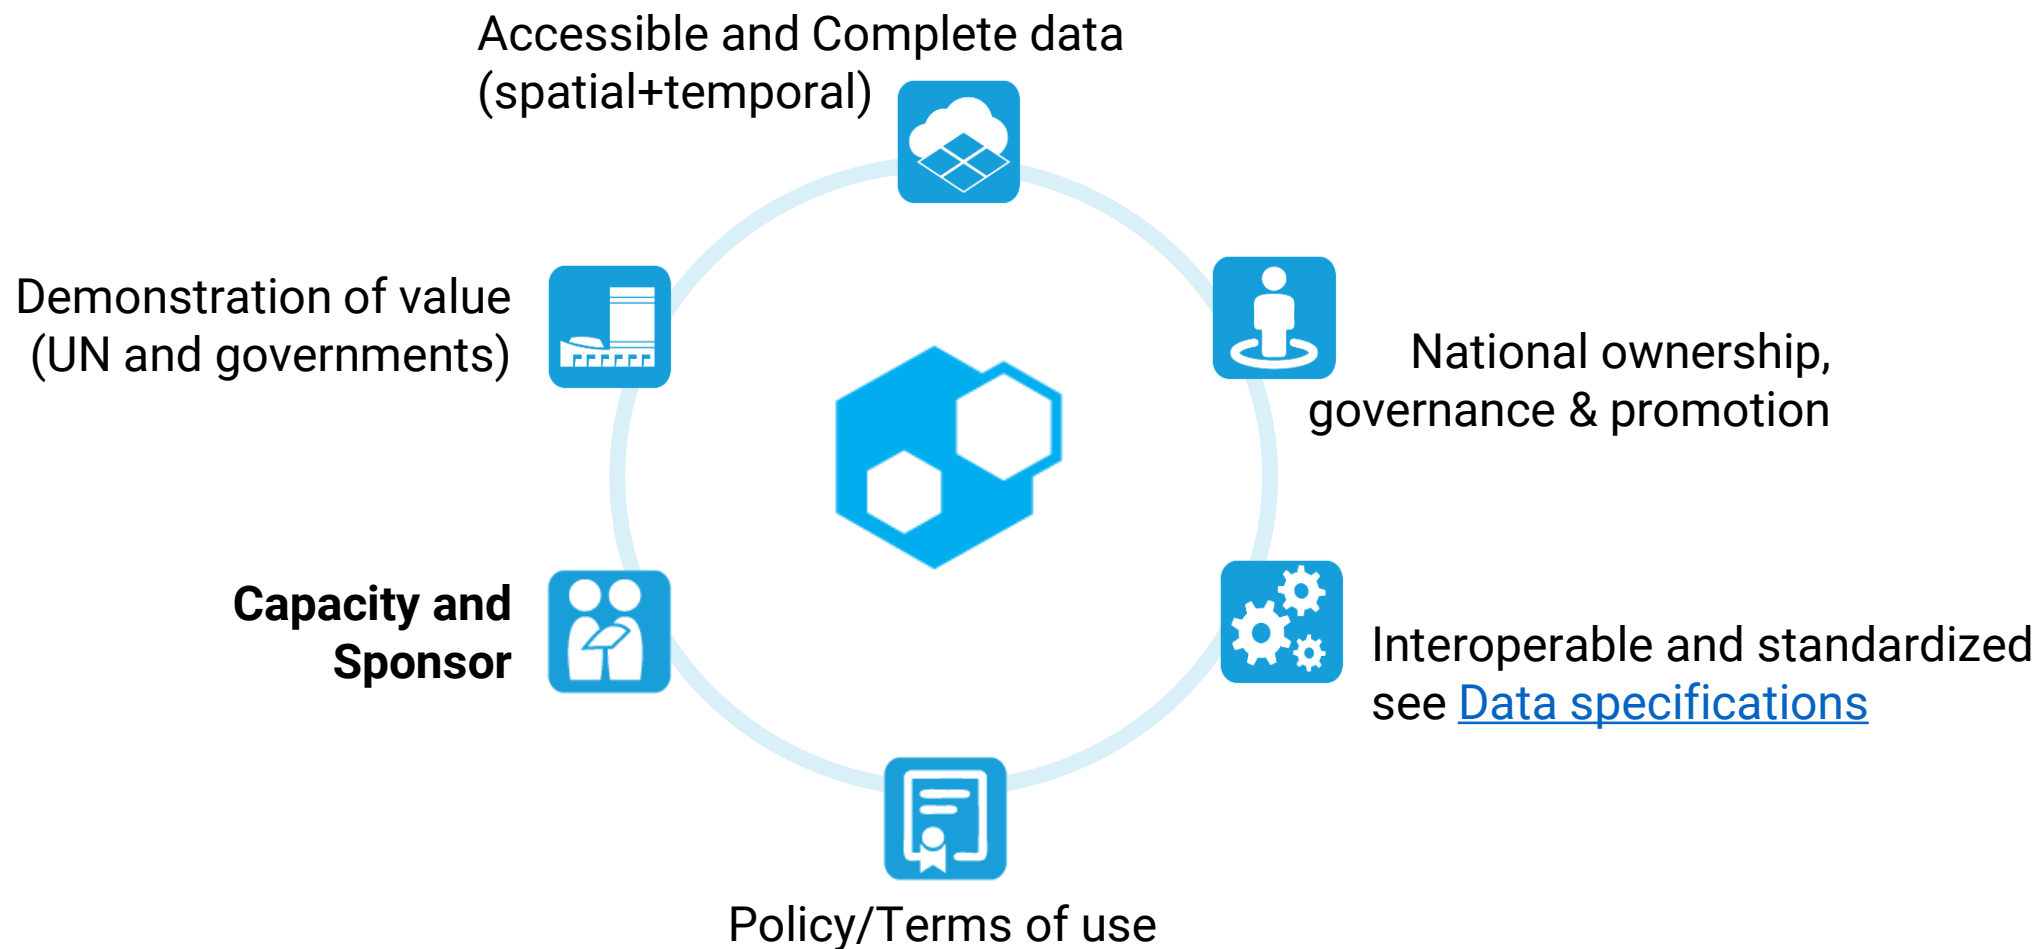 Accessible and Complete data
(spatial+temporal)
Demonstration of value
(UN and governments)
National ownership,
governance & promotion
Capacity and
Sponsor
Interoperable and standardized
see Data specifications
Policy/Terms of use